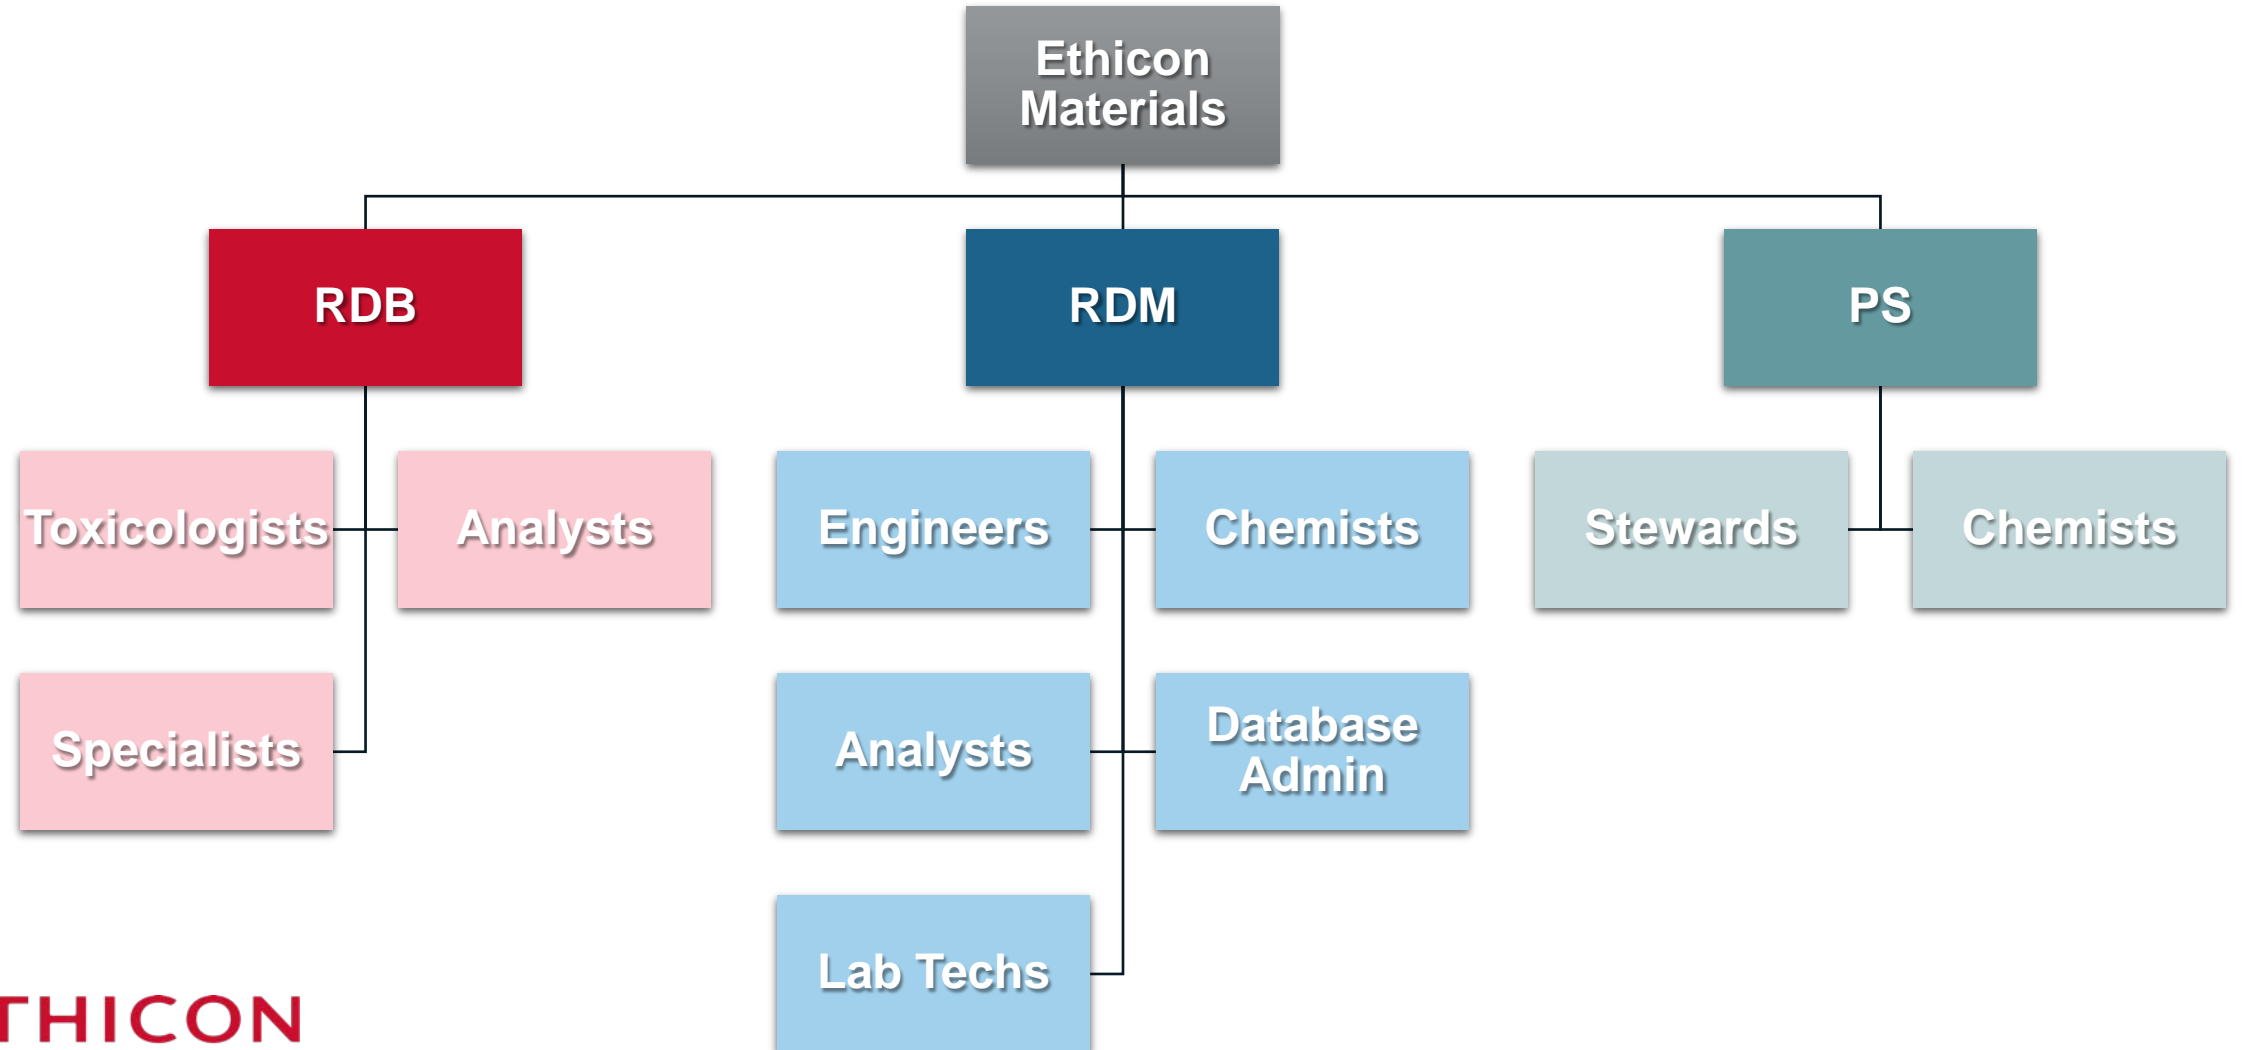 Ethicon
Materials
RDB
RDM
PS
Toxicologists
Analysts
Engineers
Chemists
Stewards
Chemists
Specialists
Analysts
Database
Admin
Lab Techs
THICON